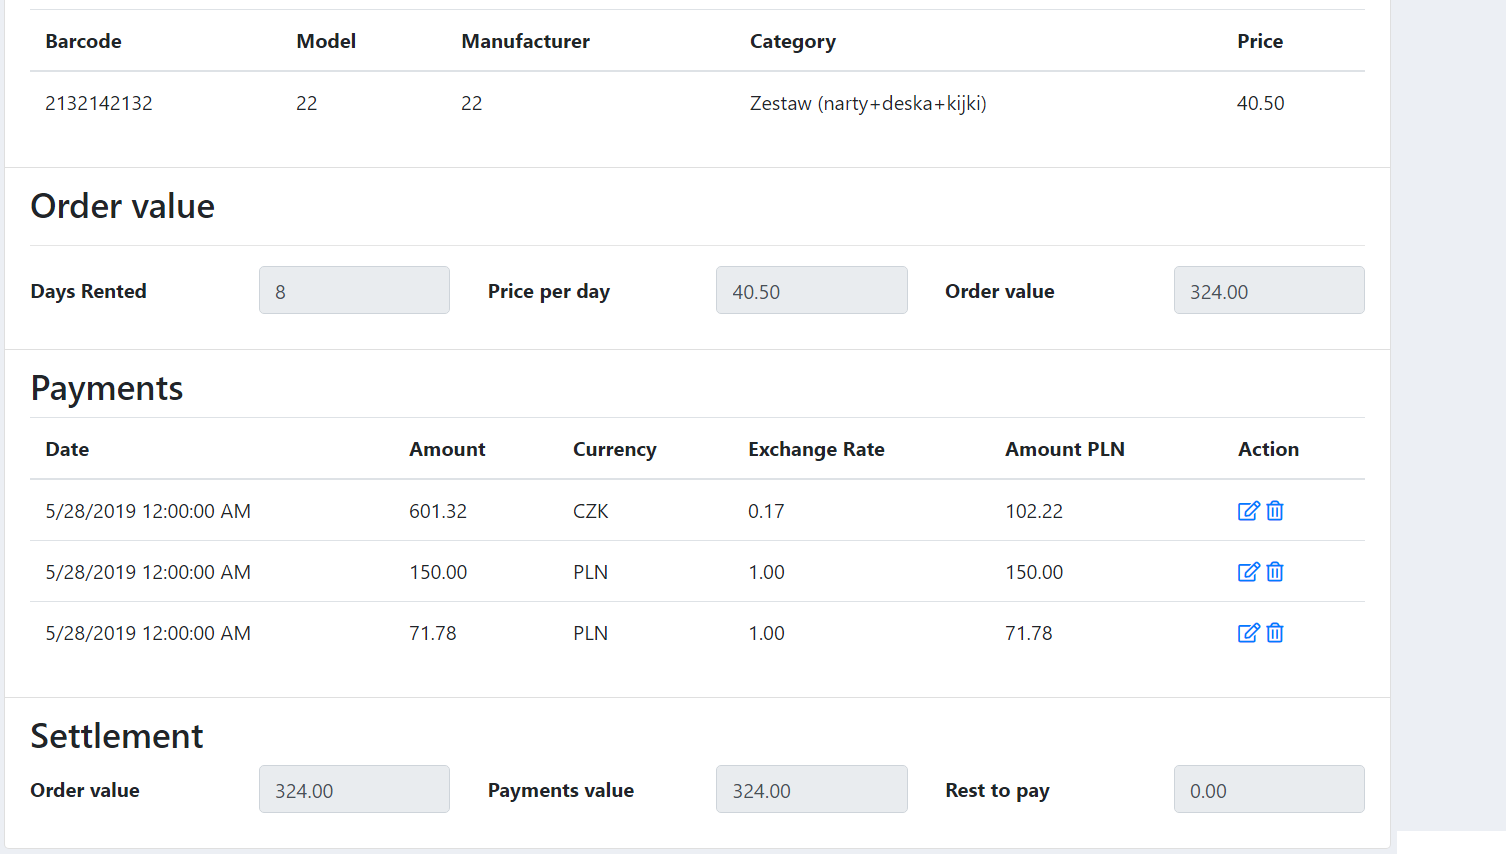 Barcode Model Manufacturer Category Price
2132142132 22 22 Zestaw (narty+deska+kijki) 40.50
Order value
Days Rented 8 Price per day 40.50 Order value 324.00
Payments
Date Amount Currency Exchange Rate Amount PLN Action
5/28/2019 12:00:00 AM 601.32 CZK 0.17 102.22
5/28/2019 12:00:00 AM 150.00 PLN 1.00 150.00
5/28/2019 12:00:00 AM 71.78 PLN 1.00 71.78
Settlement
Order value 324.00 Payments value 324.00 Rest to pay 0.00